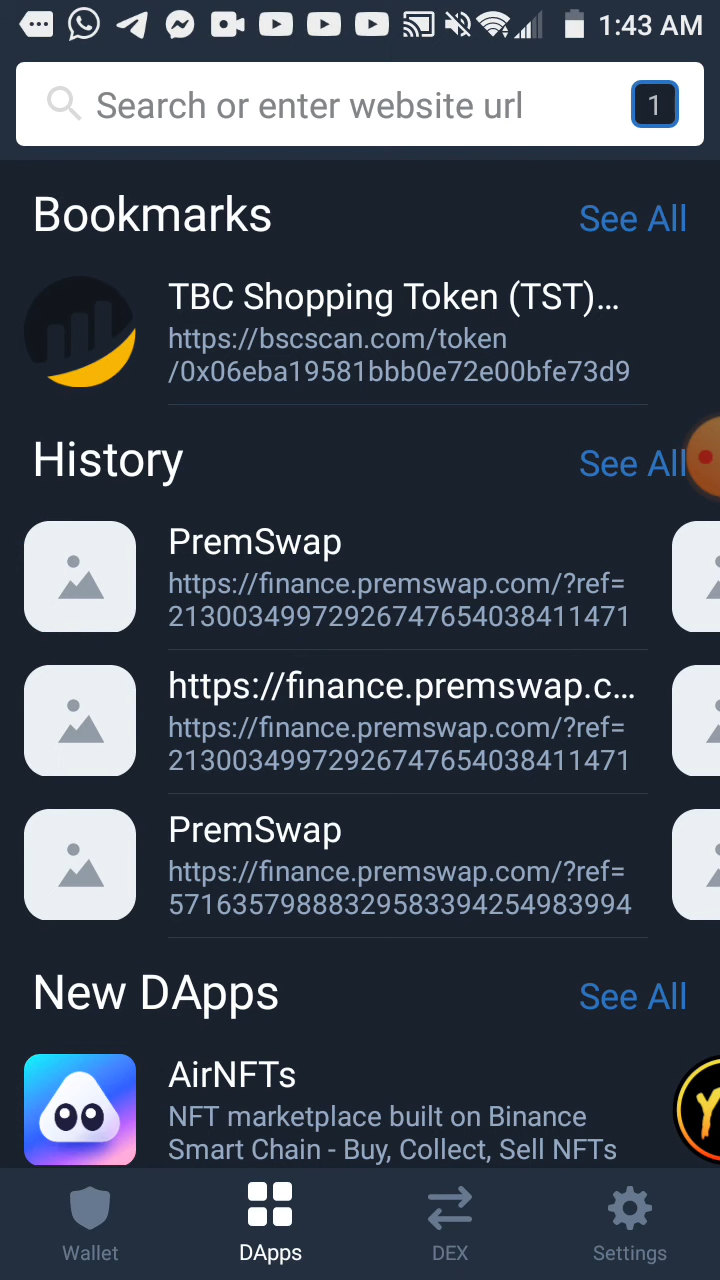 1:43 AM
Search or enter website url
1
Bookmarks
See All
TBC Shopping Token (TST)...
https://bscscan.com/token
/0x06eba19581bbb0e72e00bfe73d9
History
See All
PremSwap
https://finance.premswap.com/?ref=
2130034997292674765403841​1471
https://finance.premswap.c...
https://finance.premswap.com/?ref=
21300349972926747654038411471
PremSwap
https://finance.premswap.com/?ref=
57163579888329583394254983994
New DApps
See All
AirNFTs
NFT marketplace built on Binance
Smart Chain - Buy, Collect, Sell NFTs
Wallet
DApps
DEX
Settings